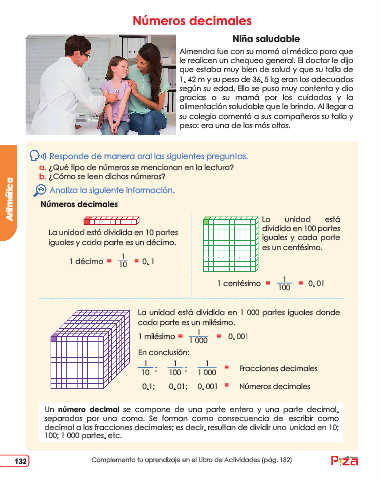 Números decimales
Niña saludable
Almendra fue con su mamá al médico para que
le realicen un chequeo general. El doctor le dijo
que estaba muy bien de salud y que su talla de
1, 42 m y su peso de 36, 5 kg eran los adecuados
según su edad. Ella se puso muy contenta y dio
gracias a su mamá por los cuidados y la
alimentación saludable que le brinda. Al llegar a
su colegio comentó a sus compañeros su talla y
peso: era una de las más altas.
Responde de manera oral las siguientes preguntas.
a. ¿Qué tipo de números se mencionan en la lectura?
b. ¿Cómo se leen dichos números?
Analiza la siguiente información.
Aritmética
Números decimales
La unidad está dividida en 10 partes
iguales y cada parte es un décimo.
1 décimo = 1/10 = 0, 1
La unidad está
dividida en 100 partes
iguales y cada parte
es un centésimo.
1 centésimo = 1/100 = 0, 01
La unidad está dividida en 1 000 partes iguales donde
cada parte es un milésimo.
1 milésimo = 1/1 000 = 0, 001
En conclusión:
1/10 ; 1/100 ; 1/1 000 = Fracciones decimales
0,1; 0, 01; 0, 001 = Números decimales
Un número decimal se compone de una parte entera y una parte decimal,
separadas por una coma. Se forman como consecuencia de escribir como
decimal a las fracciones decimales; es decir, resultan de dividir una unidad en 10;
100; 1 000 partes, etc.
132
Complementa tu aprendizaje en el Libro de Actividades (pág. 152)